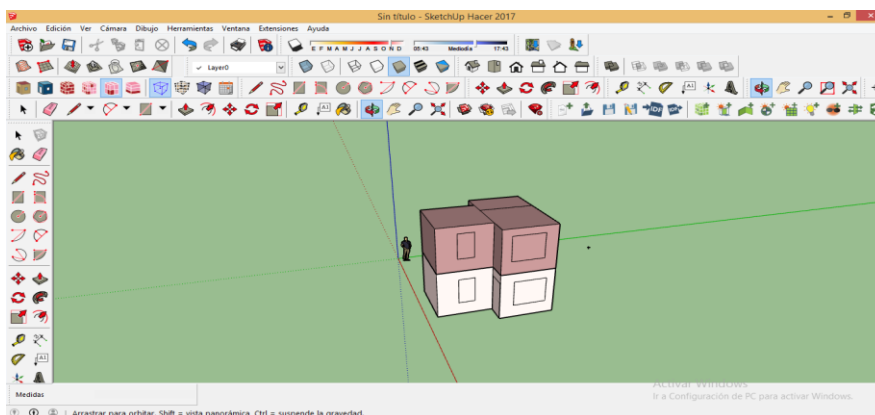 Sin título - SketchUp Hacer 2017
Archivo Edición Ver Cámara Dibujo Herramientas Ventana Extensiones Ayuda
E F M A M J J A S O N D 05:43 Mediodía 17:43
Layer0
Medidas
Activar Windows
Ir a Configuración de PC para activar Windows.
Arrastrar para orbitar. Shift = vista panorámica, Ctrl = suspende la gravedad.